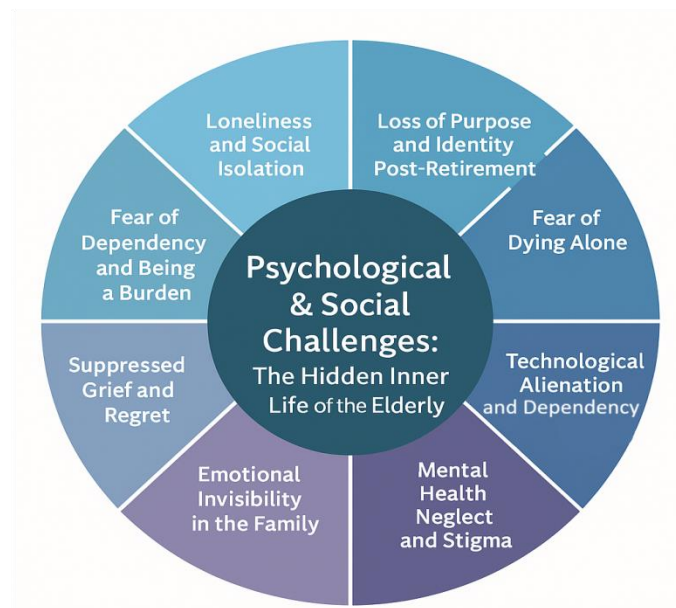 Psychological
& Social
Challenges:
The Hidden Inner
Life of the Elderly
Loneliness
and Social
Isolation
Loss of Purpose
and Identity
Post-Retirement
Fear of
Dying Alone
Technological
Alienation
and Dependency
Mental
Health
Neglect
and Stigma
Emotional
Invisibility
in the Family
Suppressed
Grief and
Regret
Fear of
Dependency
and Being
a Burden